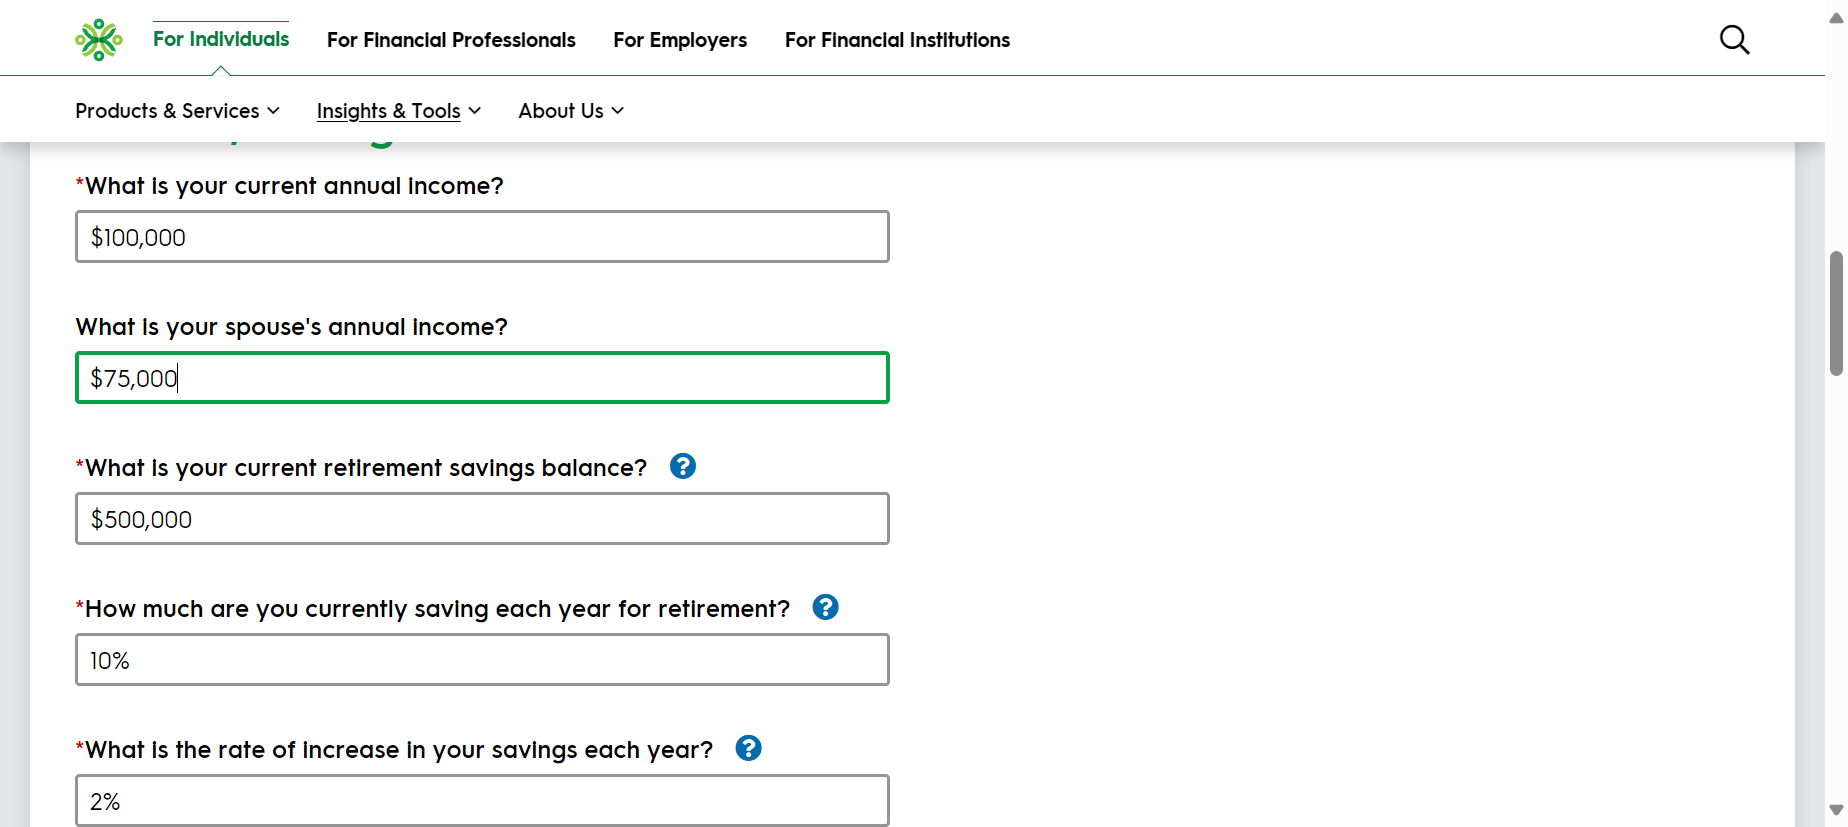 For Individuals
For Financial Professionals
For Employers
For Financial Institutions
Products & Services
Insights & Tools
About Us
*What is your current annual income?
$100,000
What is your spouse's annual income?
$75,000
*What is your current retirement savings balance?
$500,000
*How much are you currently saving each year for retirement?
10%
*What is the rate of increase in your savings each year?
2%